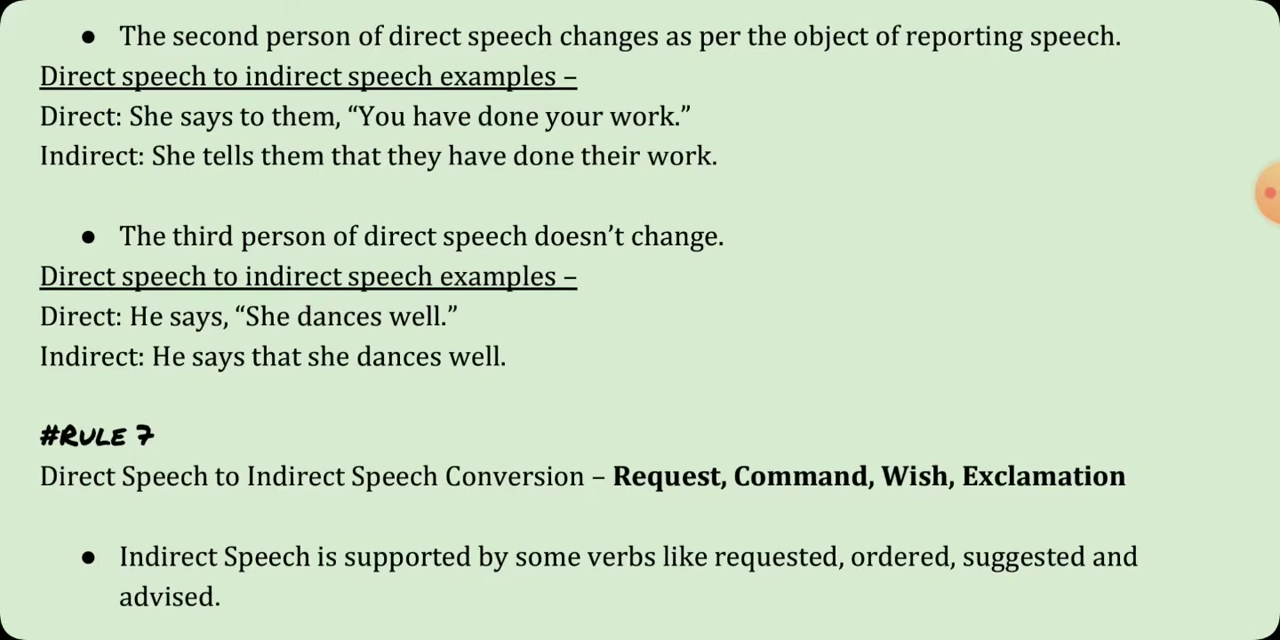 ● The second person of direct speech changes as per the object of reporting speech.
Direct speech to indirect speech examples –
Direct: She says to them, “You have done your work.”
Indirect: She tells them that they have done their work.
● The third person of direct speech doesn’t change.
Direct speech to indirect speech examples –
Direct: He says, “She dances well.”
Indirect: He says that she dances well.
#RULE 7
Direct Speech to Indirect Speech Conversion – Request, Command, Wish, Exclamation
● Indirect Speech is supported by some verbs like requested, ordered, suggested and
advised.